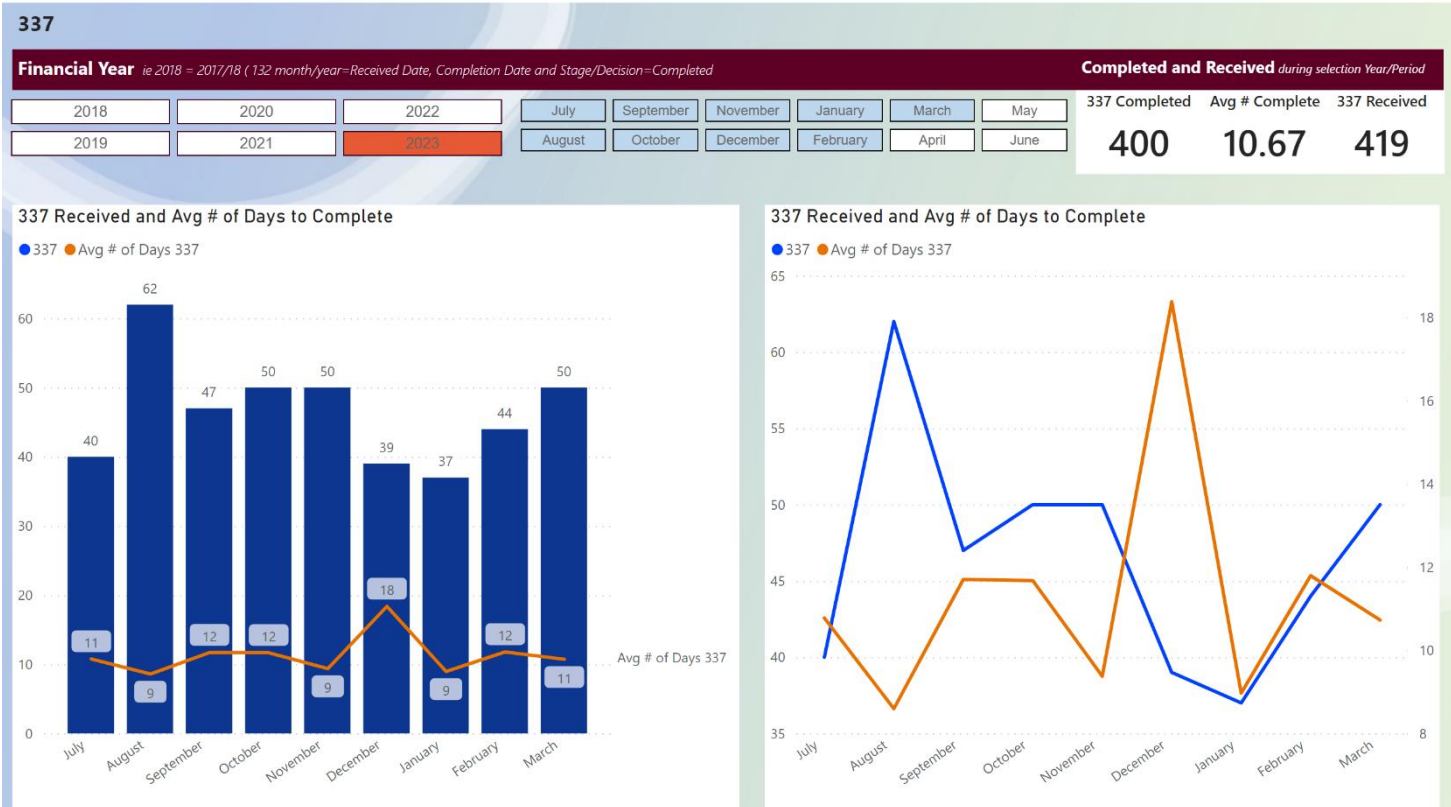 337
Financial Year ie 2018 = 2017/18 ( 132 month/year=Received Date, Completion Date and Stage/Decision=Completed
Completed and Received during selection Year/Period
2018 2020 2022
2019 2021 2023
July September November January March May
August October December February April June
337 Completed Avg # Complete 337 Received
400 10.67 419
337 Received and Avg # of Days to Complete
337 Avg # of Days 337
60
50
40
30
20
10
0
40 62 47 50 50 39 37 44 50
11 9 12 12 9 18 9 12 11
Avg # of Days 337
July August September October November December January February March
337 Received and Avg # of Days to Complete
337 Avg # of Days 337
65
60
55
50
45
40
35
18
16
14
12
10
8
July August September October November December January February March